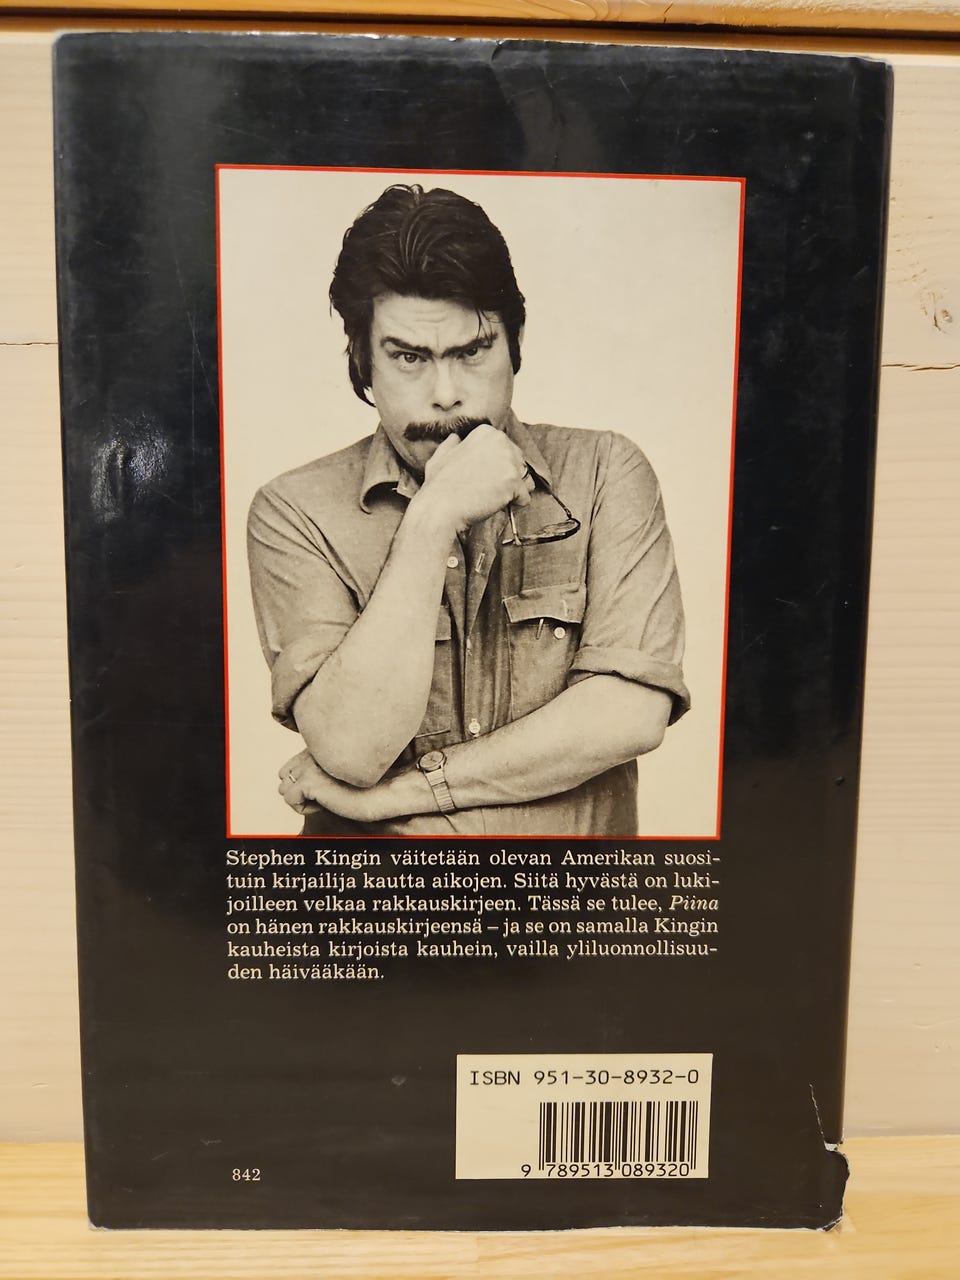 Stephen Kingin väitetään olevan Amerikan suosi-
tuin kirjailija kautta aikojen. Siitä hyvästä on luki-
joilleen velkaa rakkauskirjeen. Tässä se tulee, Piina
on hänen rakkauskirjeensä – ja se on samalla Kingin
kauheista kirjoista kauhein, vailla yliluonnollisuu-
den häivääkään.
ISBN 951-30-8932-0
9 789513 089320
842